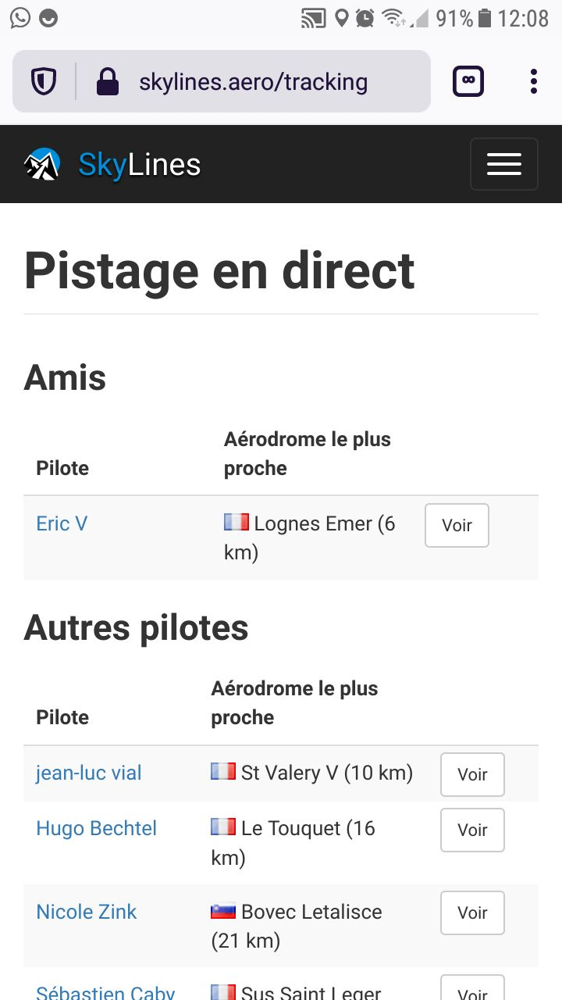 91% 12:08
skylines.aero/tracking
SkyLines
Pistage en direct
Amis
Pilote
Aérodrome le plus
proche
Eric V
Lognes Emer (6
km)
Voir
Autres pilotes
Pilote
Aérodrome le plus
proche
jean-luc vial
St Valery V (10 km)
Voir
Hugo Bechtel
Le Touquet (16
km)
Voir
Nicole Zink
Bovec Letalisce
(21 km)
Voir
Sébastien Caby
Sus Saint Leger
Voir